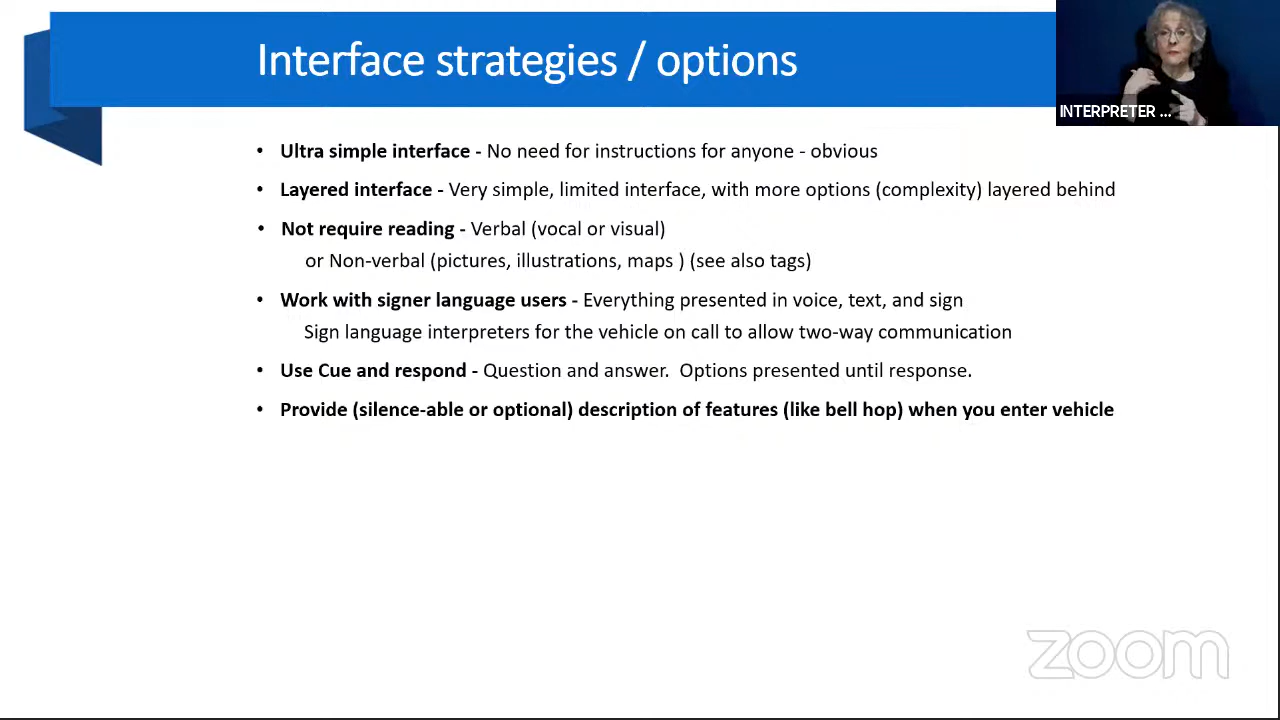 Interface strategies / options
INTERPRETER ...
• Ultra simple interface - No need for instructions for anyone - obvious
• Layered interface - Very simple, limited interface, with more options (complexity) layered behind
• Not require reading - Verbal (vocal or visual)
or Non-verbal (pictures, illustrations, maps ) (see also tags)
• Work with signer language users - Everything presented in voice, text, and sign
Sign language interpreters for the vehicle on call to allow two-way communication
• Use Cue and respond - Question and answer.  Options presented until response.
• Provide (silence-able or optional) description of features (like bell hop) when you enter vehicle
zoom